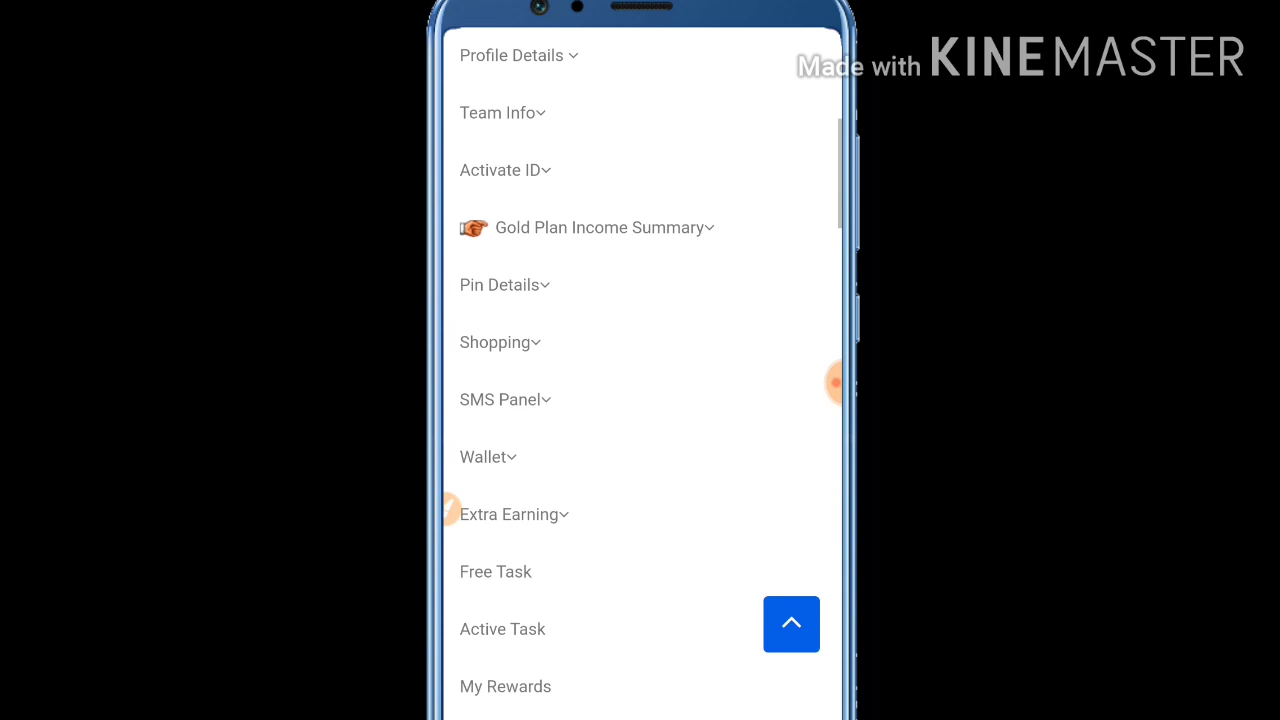 Profile Details
Made with KINEMASTER
Team Info
Activate ID
Gold Plan Income Summary
Pin Details
Shopping
SMS Panel
Wallet
Extra Earning
Free Task
Active Task
My Rewards